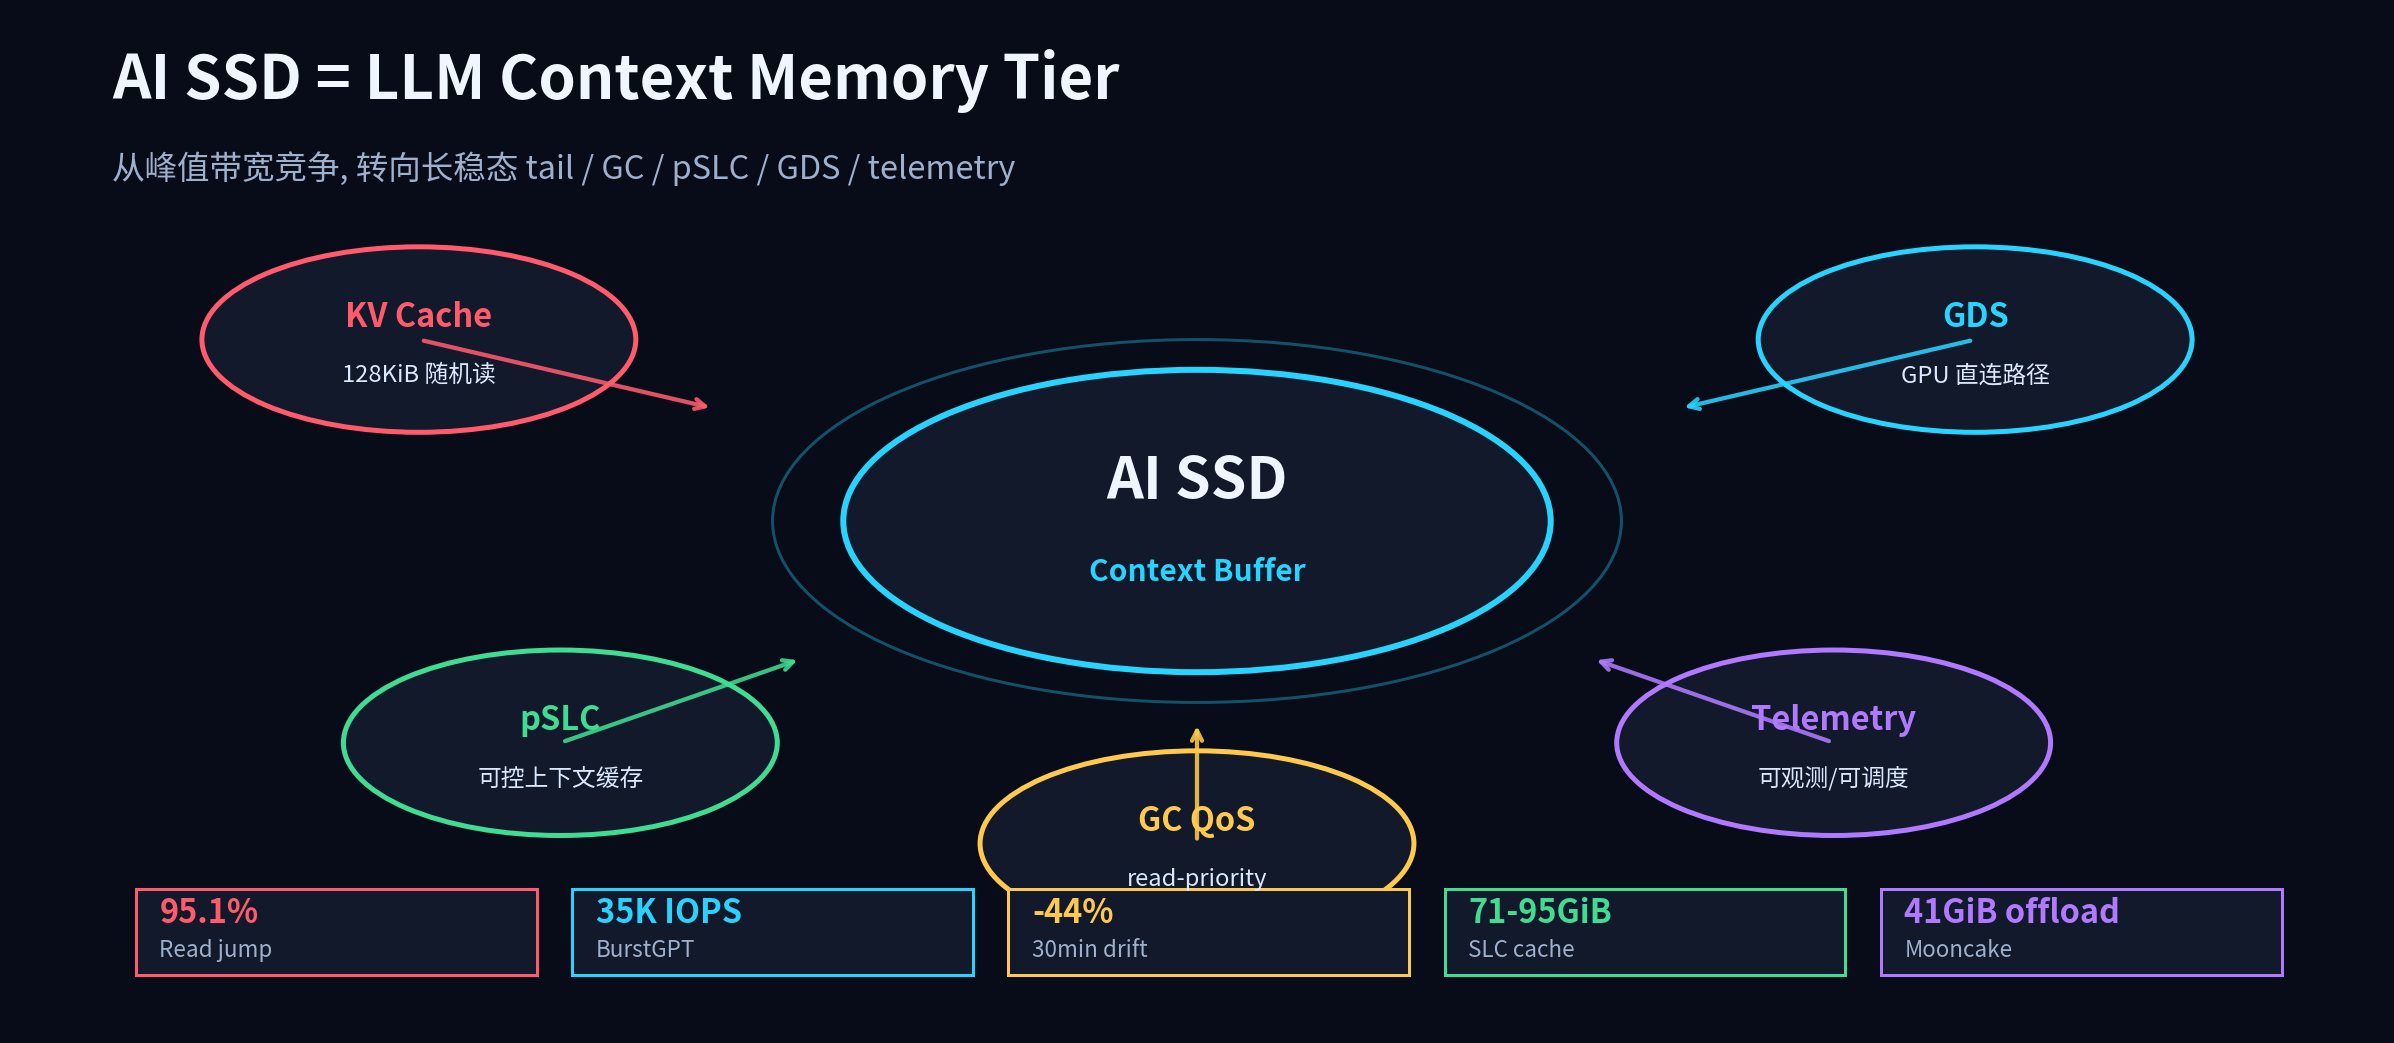 AI SSD = LLM Context Memory Tier
从峰值带宽竞争, 转向长稳态 tail / GC / pSLC / GDS / telemetry
KV Cache
128KiB 随机读
GDS
GPU 直连路径
AI SSD
Context Buffer
pSLC
可控上下文缓存
Telemetry
可观测/可调度
GC QoS
read-priority
95.1%
Read jump
35K IOPS
BurstGPT
-44%
30min drift
71-95GiB
SLC cache
41GiB offload
Mooncake